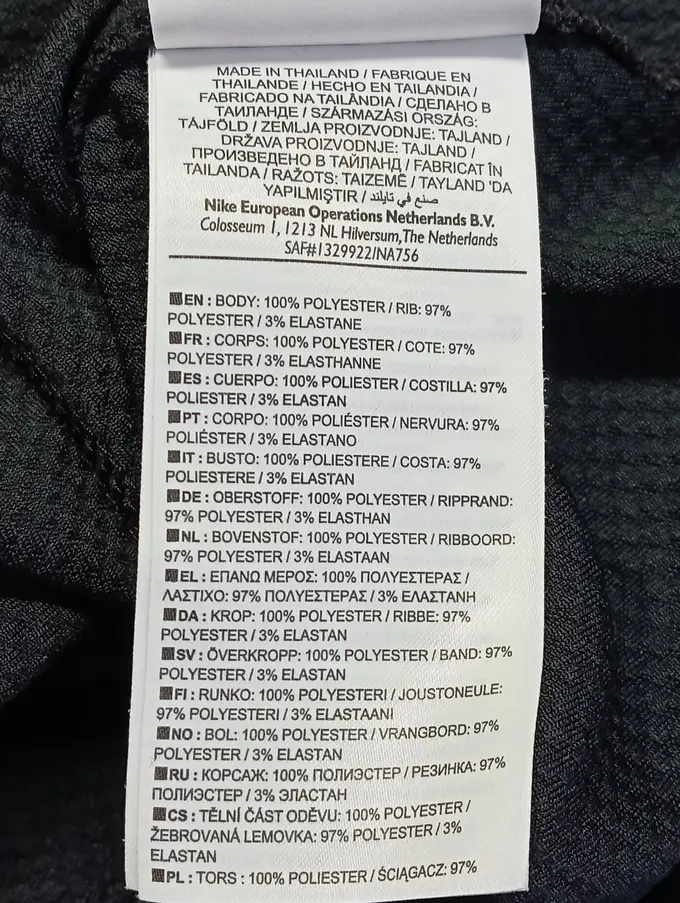 MADE IN THAILAND / FABRIQUE EN
THAILANDE / HECHO EN TAILANDIA /
FABRICADO NA TAILÂNDIA / СДЕЛАНО В
ТАИЛАНДЕ / SZÁRMAZÁSI ORSZÁG:
TÁJFÖLD / ZEMLJA PROIZVODNJE: TAJLAND /
DRŽAVA PROIZVODNJE: TAJLAND /
ПРОИЗВЕДЕНО В ТАЙЛАНД / FABRICAT ÎN
TAILANDA / RAŽOTS: TAIZEMĒ / TAYLAND 'DA
YAPILMIŞTIR / صنع في تايلند
Nike European Operations Netherlands B.V.
Colosseum 1, 1213 NL Hilversum, The Netherlands
SAF#1329922/NA756
EN : BODY: 100% POLYESTER / RIB: 97%
POLYESTER / 3% ELASTANE
FR : CORPS: 100% POLYESTER / COTE: 97%
POLYESTER / 3% ELASTHANNE
ES : CUERPO: 100% POLIESTER / COSTILLA: 97%
POLIESTER / 3% ELASTAN
PT : CORPO: 100% POLIÉSTER / NERVURA: 97%
POLIÉSTER / 3% ELASTANO
IT : BUSTO: 100% POLIESTERE / COSTA: 97%
POLIESTERE / 3% ELASTAN
DE : OBERSTOFF: 100% POLYESTER / RIPPRAND:
97% POLYESTER / 3% ELASTHAN
NL : BOVENSTOF: 100% POLYESTER / RIBBOORD:
97% POLYESTER / 3% ELASTAAN
EL : ΕΠΑΝΩ ΜΕΡΟΣ: 100% ΠΟΛΥΕΣΤΕΡΑΣ /
ΛΑΣΤΙΧΟ: 97% ΠΟΛΥΕΣΤΕΡΑΣ / 3% ΕΛΑΣΤΑΝΗ
DA : KROP: 100% POLYESTER / RIBBE: 97%
POLYESTER / 3% ELASTAN
SV : ÖVERKROPP: 100% POLYESTER / BAND: 97%
POLYESTER / 3% ELASTAN
FI : RUNKO: 100% POLYESTERI / JOUSTONEULE:
97% POLYESTERI / 3% ELASTAANI
NO : BOL: 100% POLYESTER / VRANGBORD: 97%
POLYESTER / 3% ELASTAN
RU : КОРСАЖ: 100% ПОЛИЭСТЕР / РЕЗИНКА: 97%
ПОЛИЭСТЕР / 3% ЭЛАСТАН
CS : TĚLNÍ ČÁST ODĚVU: 100% POLYESTER /
ŽEBROVANÁ LEMOVKA: 97% POLYESTER / 3%
ELASTAN
PL : TORS : 100% POLIESTER / ŚCIĄGACZ: 97%